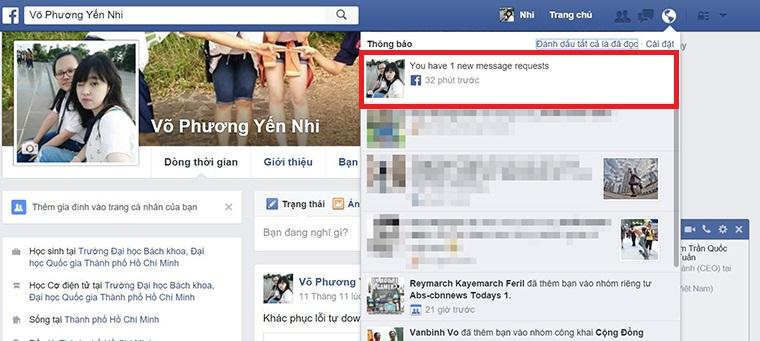 Võ Phương Yến Nhi
Nhi Trang chủ
Thông báo
Đánh dấu tất cả là đã đọc · Cài đặt
You have 1 new message requests
32 phút trước
Võ Phương Yến Nhi
Dòng thời gian Giới thiệu Bạn
Thêm gia đình vào trang cá nhân của bạn
Học sinh tại Trường Đại học Bách khoa, Đại
học Quốc gia Thành phố Hồ Chí Minh
Học Cơ điện tử tại Trường Đại học Bách
khoa, Đại học Quốc gia Thành phố Hồ Chí
Minh
Sống tại Thành phố Hồ Chí Minh
Trạng thái
Bạn đang nghĩ gì?
Võ Phương
11 Tháng 11 lúc
Khác phục lỗi tự dow
Reymarch Kayemarch Feril đã thêm bạn vào nhóm riêng tư
Abs-cbnnews Todays 1.
21 giờ trước
Vanbinh Vo đã thêm bạn vào nhóm công khai Cộng Đồng
m Trần Quốc
Tuấn
(CEO) tại
Việt Nam)